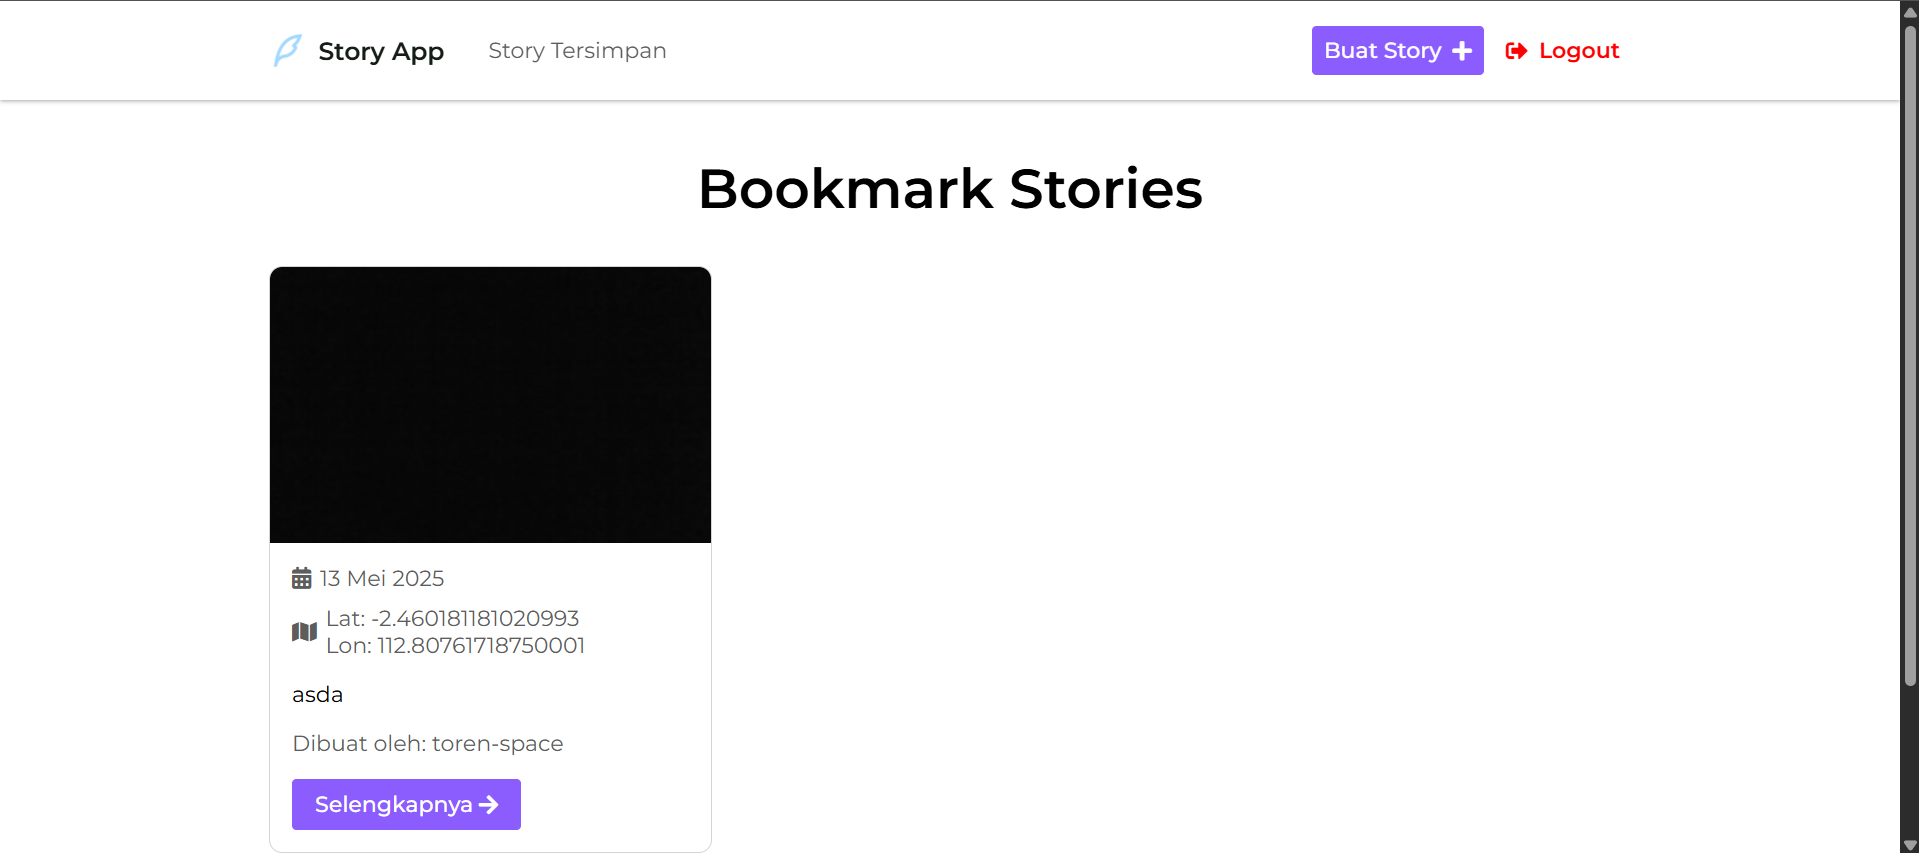 Story App
Story Tersimpan
Buat Story
Logout
Bookmark Stories
13 Mei 2025
Lat: -2.460181181020993
Lon: 112.80761718750001
asda
Dibuat oleh: toren-space
Selengkapnya